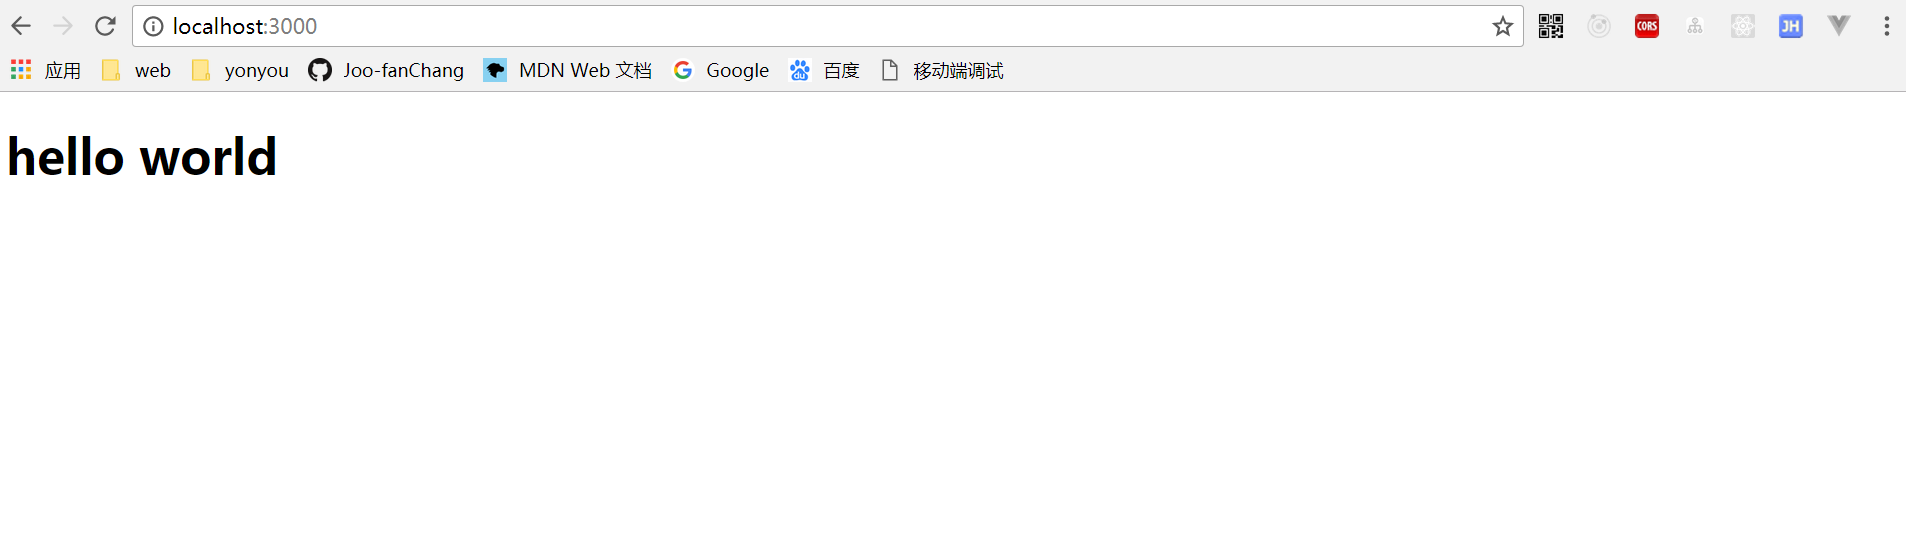 localhost:3000
CORS JH
应用 web yonyou Joo-fanChang MDN Web 文档 Google du 百度 移动端调试
hello world